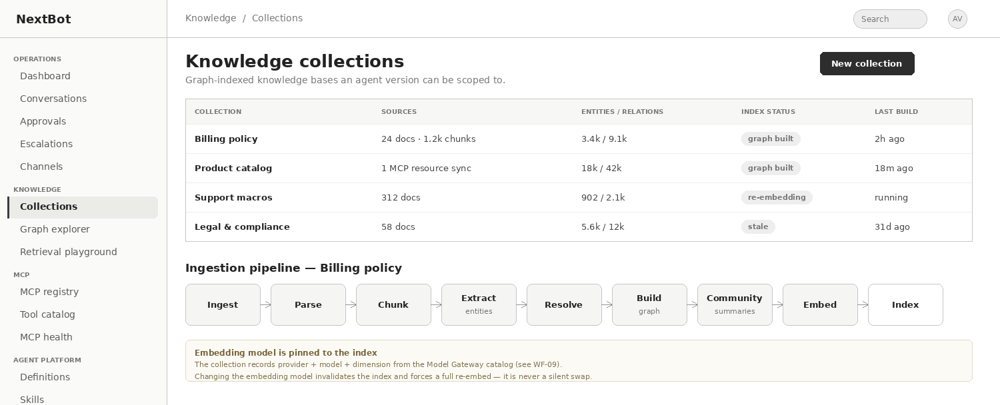 NextBot
Knowledge / Collections
Search
AV
OPERATIONS
Dashboard
Conversations
Approvals
Escalations
Channels
KNOWLEDGE
Collections
Graph explorer
Retrieval playground
MCP
MCP registry
Tool catalog
MCP health
AGENT PLATFORM
Definitions
Skills
Knowledge collections
Graph-indexed knowledge bases an agent version can be scoped to.
New collection
COLLECTION SOURCES ENTITIES / RELATIONS INDEX STATUS LAST BUILD
Billing policy 24 docs · 1.2k chunks 3.4k / 9.1k graph built 2h ago
Product catalog 1 MCP resource sync 18k / 42k graph built 18m ago
Support macros 312 docs 902 / 2.1k re-embedding running
Legal & compliance 58 docs 5.6k / 12k stale 31d ago
Ingestion pipeline — Billing policy
Ingest
Parse
Chunk
Extract
entities
Resolve
Build
graph
Community
summaries
Embed
Index
Embedding model is pinned to the index
The collection records provider + model + dimension from the Model Gateway catalog (see WF-09).
Changing the embedding model invalidates the index and forces a full re-embed — it is never a silent swap.